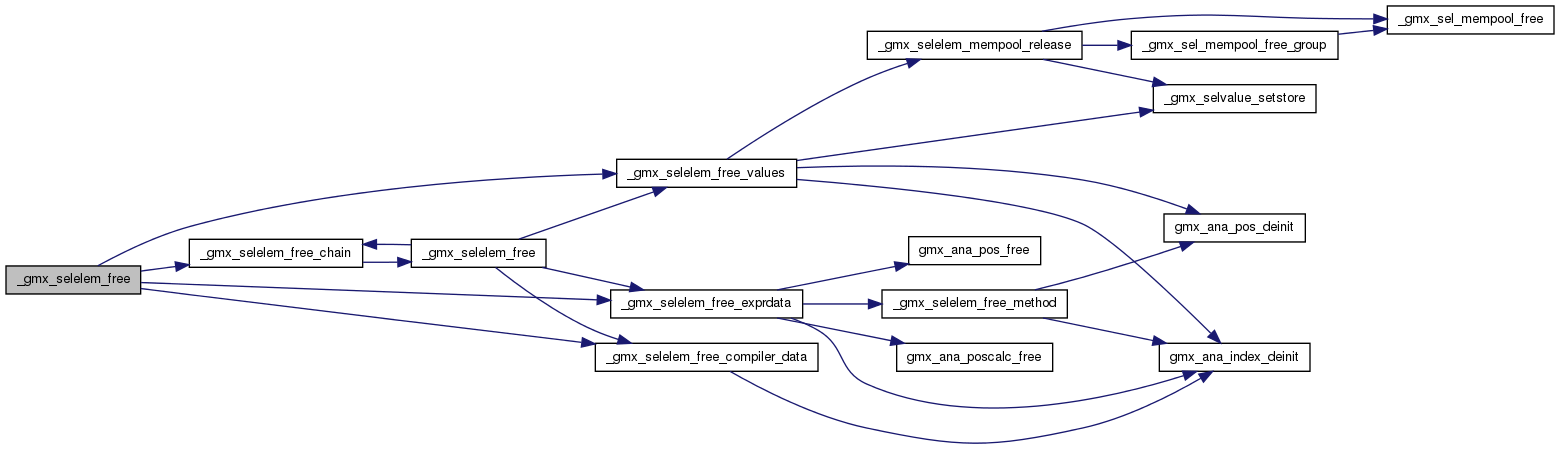 _gmx_sel_mempool_free
_gmx_selelem_mempool_release
_gmx_sel_mempool_free_group
_gmx_selvalue_setstore
_gmx_selelem_free_values
gmx_ana_pos_deinit
_gmx_selelem_free_chain
_gmx_selelem_free
gmx_ana_pos_free
_gmx_selelem_free
_gmx_selelem_free_exprdata
_gmx_selelem_free_method
_gmx_selelem_free_compiler_data
gmx_ana_poscalc_free
gmx_ana_index_deinit